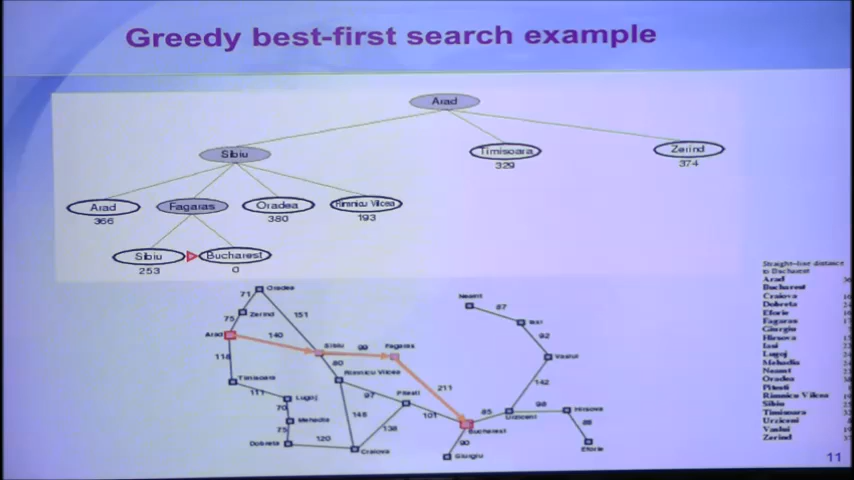 Greedy best-first search example
Arad
Sibiu
Timisoara
Zerind
329
374
Arad
Fagaras
Oradea
Rimnicu Vilcea
366
380
193
Sibiu
Bucharest
253
0
Oradea
71
Neamt
87
75
Zerind
151
Iasi
Arad
140
92
Sibiu
99
Fagaras
118
80
Vaslui
Timisoara
Rimnicu Vilcea
111
Lugoj
97
Pitesti
211
142
70
146
85
98
Hirsova
Mehadia
101
Urziceni
75
138
Bucharest
86
Dobreta
120
90
Craiova
Giurgiu
Eforie
Straight-line distance
to Bucharest
Arad
Bucharest
Craiova
Dobreta
Eforie
Fagaras
Giurgiu
Hirsova
Iasi
Lugoj
Mehadia
Neamt
Oradea
Pitesti
Rimnicu Vilcea
Sibiu
Timisoara
Urziceni
Vaslui
Zerind
11